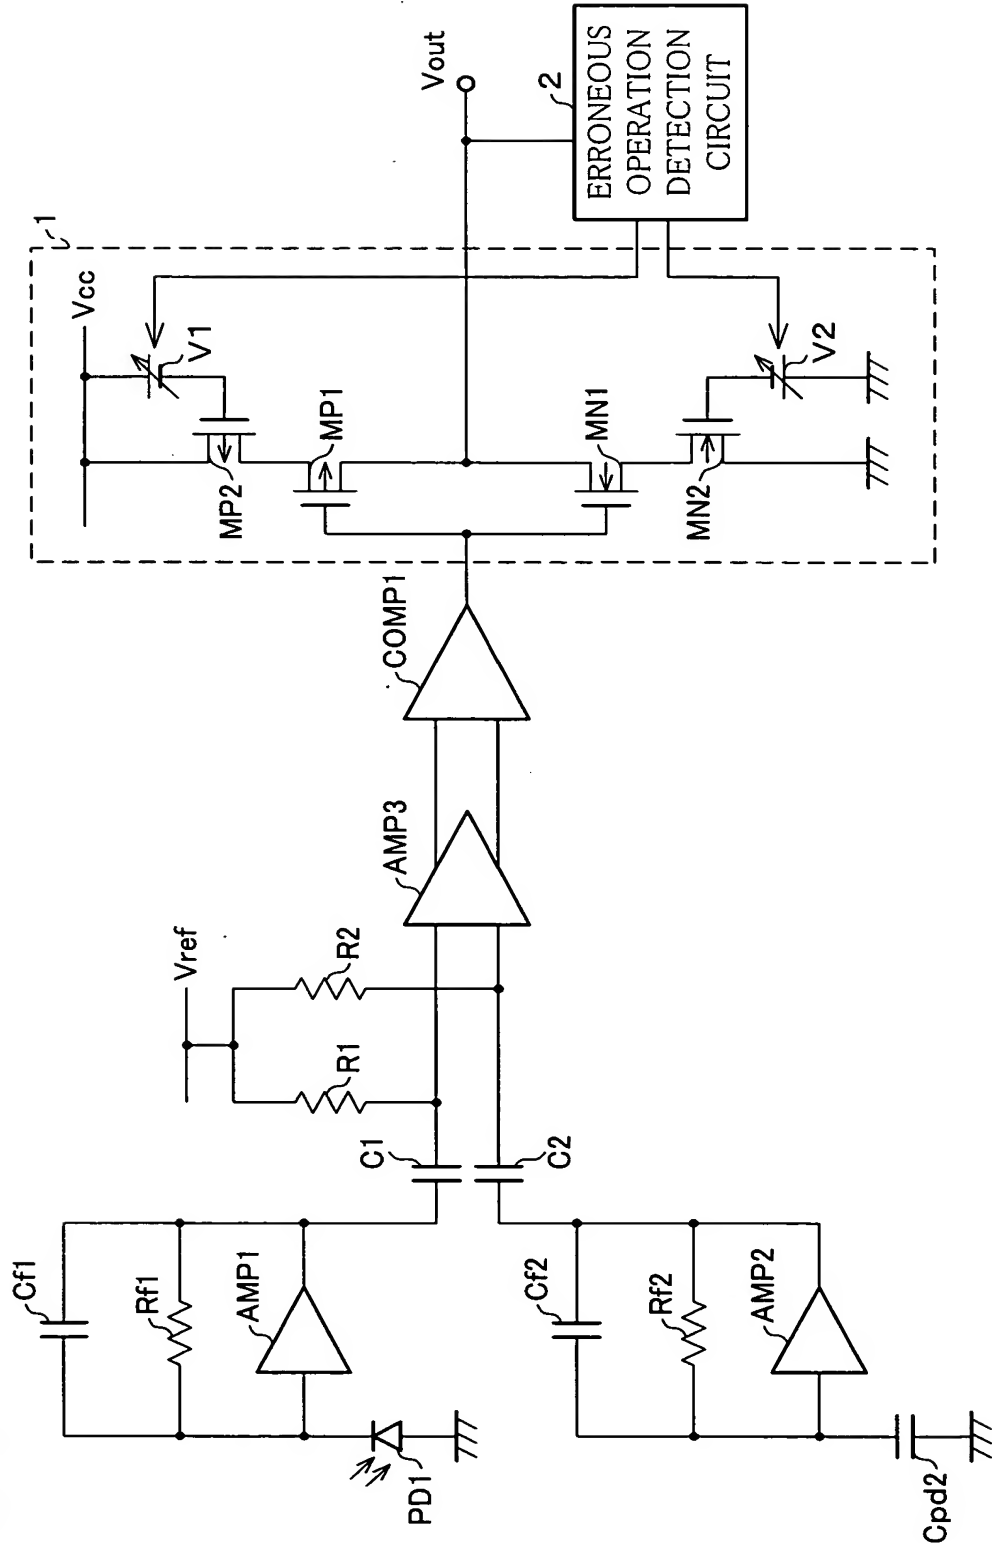 Cf1
Rf1
AMP1
PD1
Cf2
Rf2
AMP2
Cpd2
C1
C2
Vref
R1
R2
AMP3
COMP1
1
Vcc
V1
MP2
MP1
MN1
MN2
V2
Vout
2
ERRONEOUS
OPERATION
DETECTION
CIRCUIT